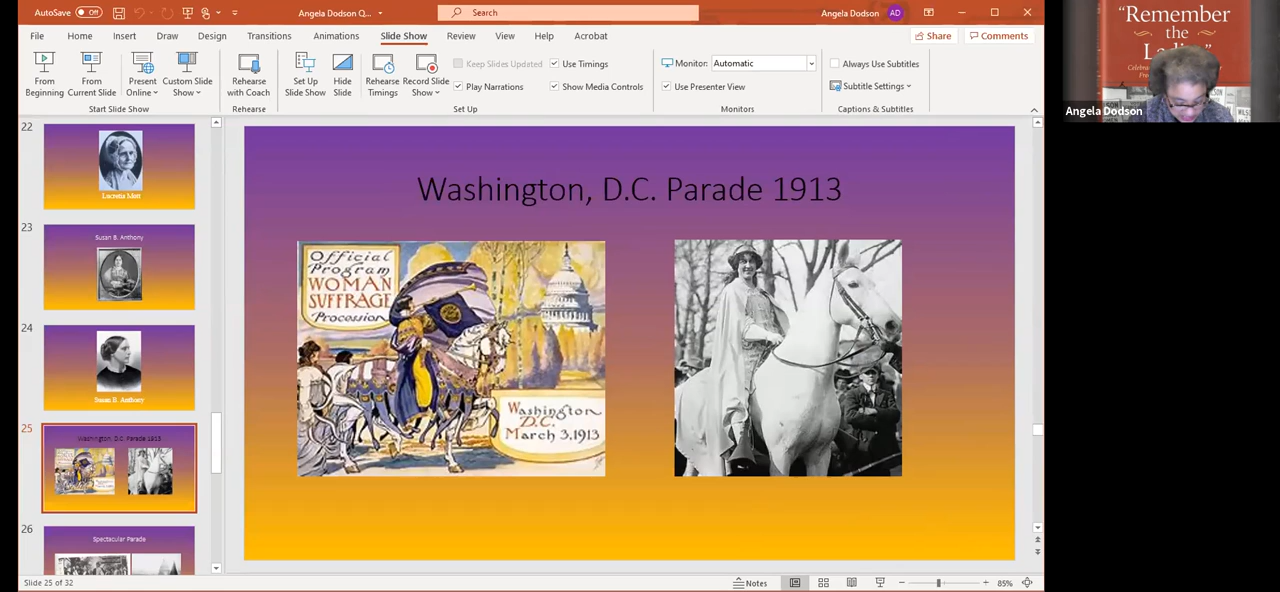 AutoSave Off
Angela Dodson Q...
Search
Angela Dodson AD
File Home Insert Draw Design Transitions Animations Slide Show Review View Help Acrobat
Share Comments
From Beginning
From Current Slide
Present Online
Custom Slide Show
Start Slide Show
Rehearse with Coach
Rehearse
Set Up Slide Show
Hide Slide
Rehearse Timings
Record Slide Show
Keep Slides Updated
Play Narrations
Use Timings
Show Media Controls
Set Up
Monitor: Automatic
Use Presenter View
Monitors
Always Use Subtitles
Subtitle Settings
Captions & Subtitles
22
Lucretia Mott
23
Susan B. Anthony
24
Susan B. Anthony
25
Washington, D.C. Parade 1913
26
Spectacular Parade
Washington, D.C. Parade 1913
Official
Program
WOMAN
SUFFRAGE
Procession
Washington
D.C.
March 3, 1913
Slide 25 of 32
Notes
85%
"Remember
the
Angela Dodson